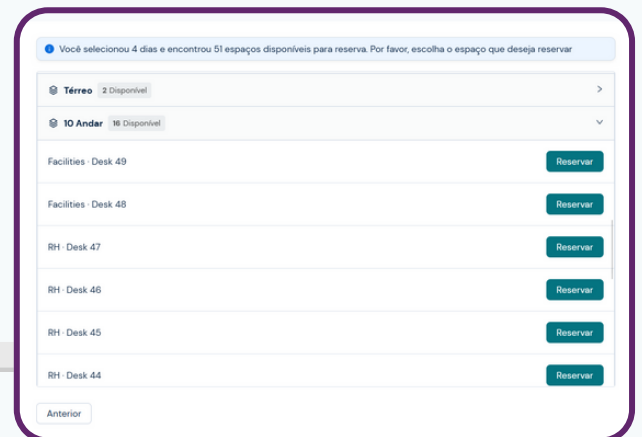 Você selecionou 4 dias e encontrou 51 espaços disponíveis para reserva. Por favor, escolha o espaço que deseja reservar
Térreo 2 Disponível
10 Andar 16 Disponível
Facilities · Desk 49 Reservar
Facilities · Desk 48 Reservar
RH · Desk 47 Reservar
RH · Desk 46 Reservar
RH · Desk 45 Reservar
RH · Desk 44 Reservar
Anterior